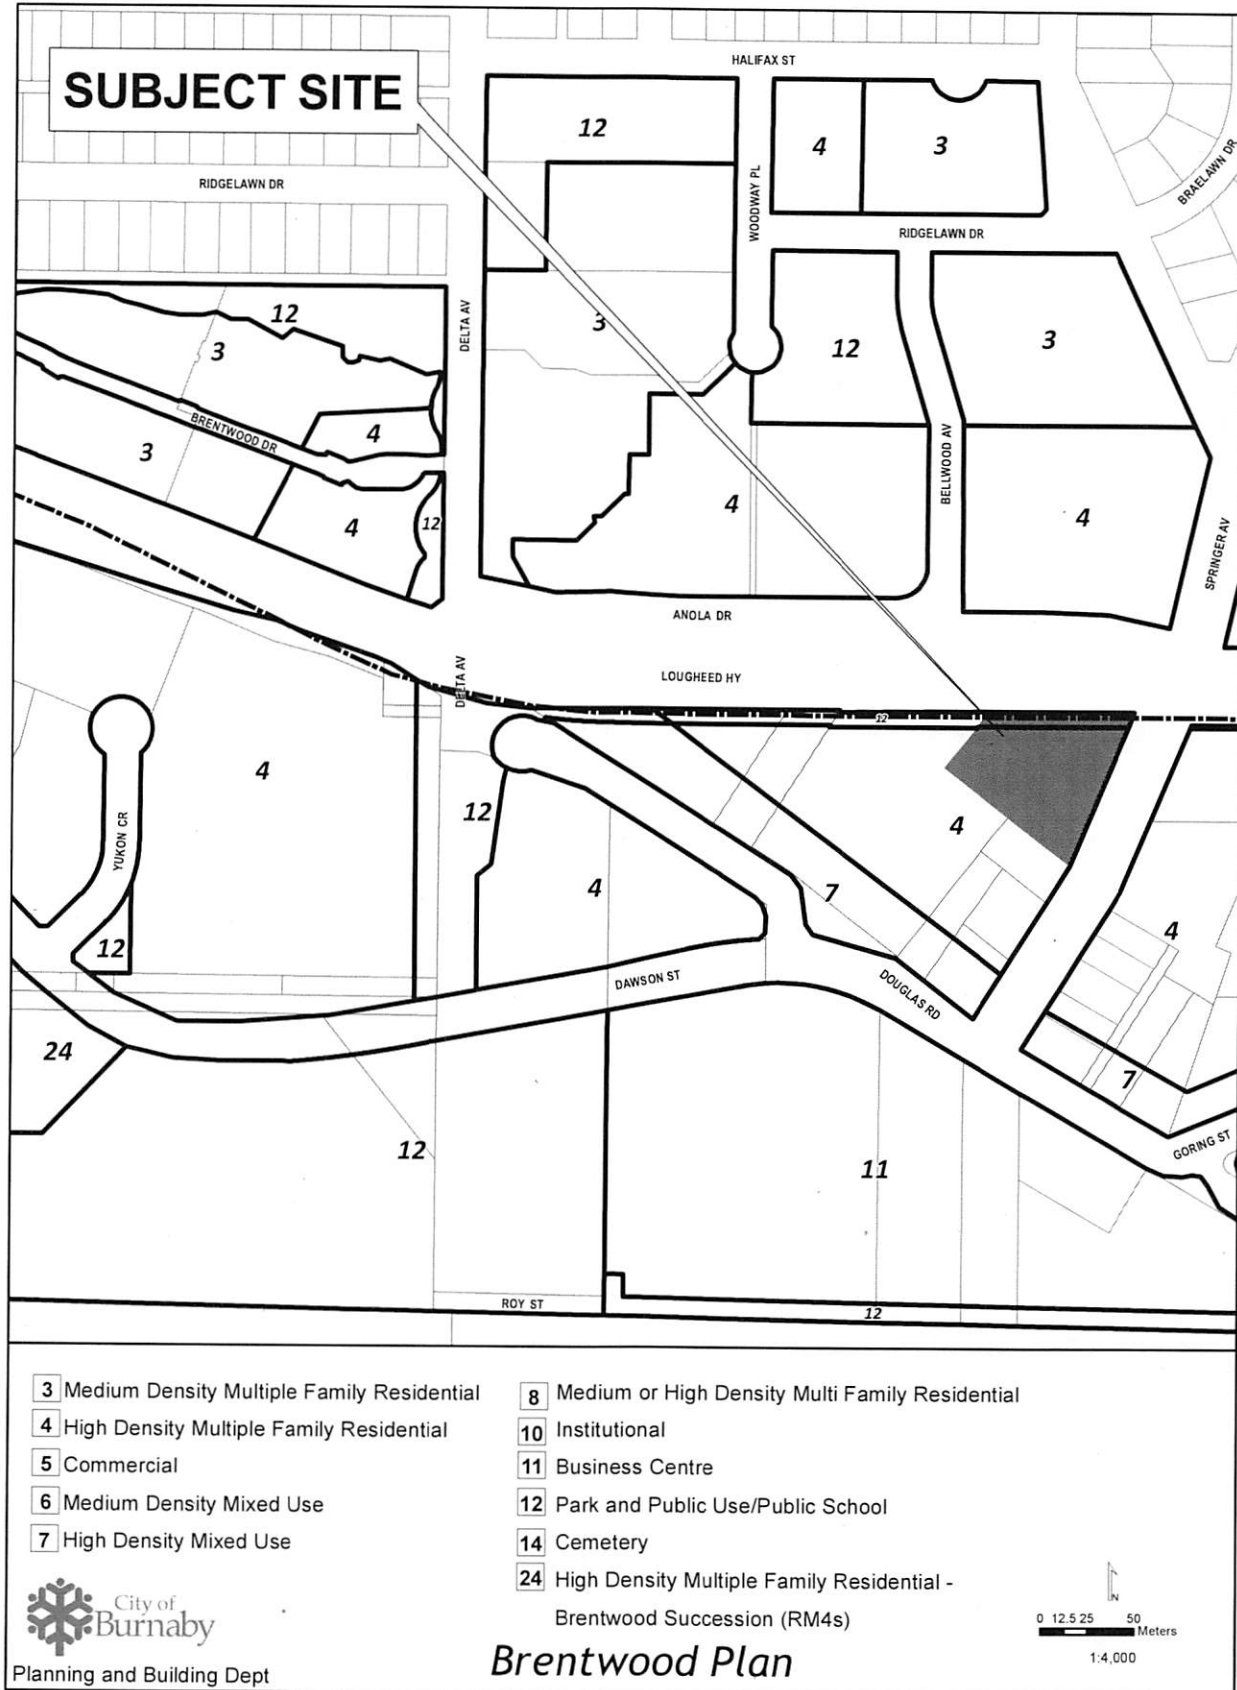 HALIFAX ST
SUBJECT SITE
12
4
3
BRAELAWN DR
RIDGELAWN DR
WOODWAY PL
RIDGELAWN DR
12
3
DELTA AV
3
12
3
BRENTWOOD DR
4
3
4
12
4
BELLWOOD AV
4
SPRINGER AV
ANOLA DR
DELTA AV
LOUGHEED HY
12
4
YUKON CR
12
12
4
7
4
4
DAWSON ST
DOUGLAS RD
24
7
GORING ST
12
11
ROY ST
12
3 Medium Density Multiple Family Residential
4 High Density Multiple Family Residential
5 Commercial
6 Medium Density Mixed Use
7 High Density Mixed Use
8 Medium or High Density Multi Family Residential
10 Institutional
11 Business Centre
12 Park and Public Use/Public School
14 Cemetery
24 High Density Multiple Family Residential -
Brentwood Succession (RM4s)
City of
Burnaby
Planning and Building Dept
Brentwood Plan
N
0 12.5 25 50
Meters
1:4,000